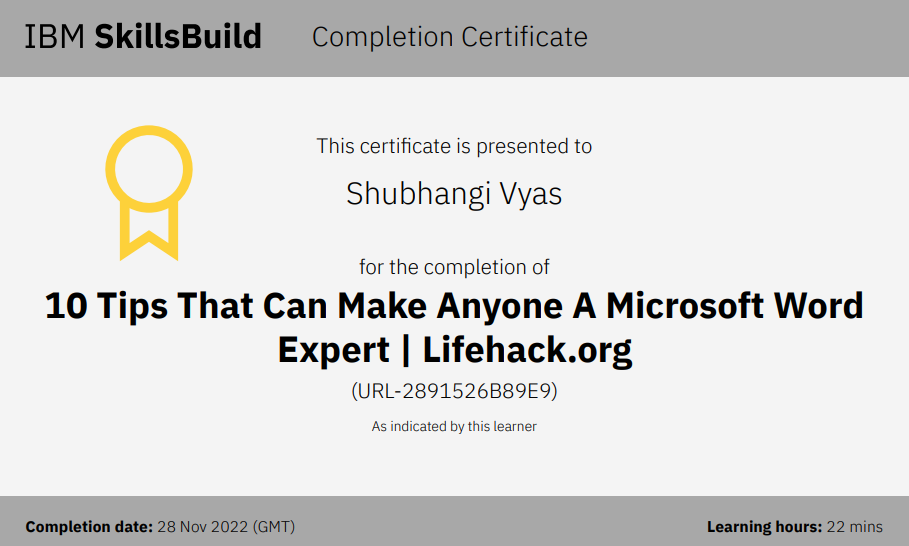 IBM SkillsBuild Completion Certificate
This certificate is presented to
Shubhangi Vyas
for the completion of
10 Tips That Can Make Anyone A Microsoft Word
Expert | Lifehack.org
(URL-2891526B89E9)
As indicated by this learner
Completion date: 28 Nov 2022 (GMT)
Learning hours: 22 mins